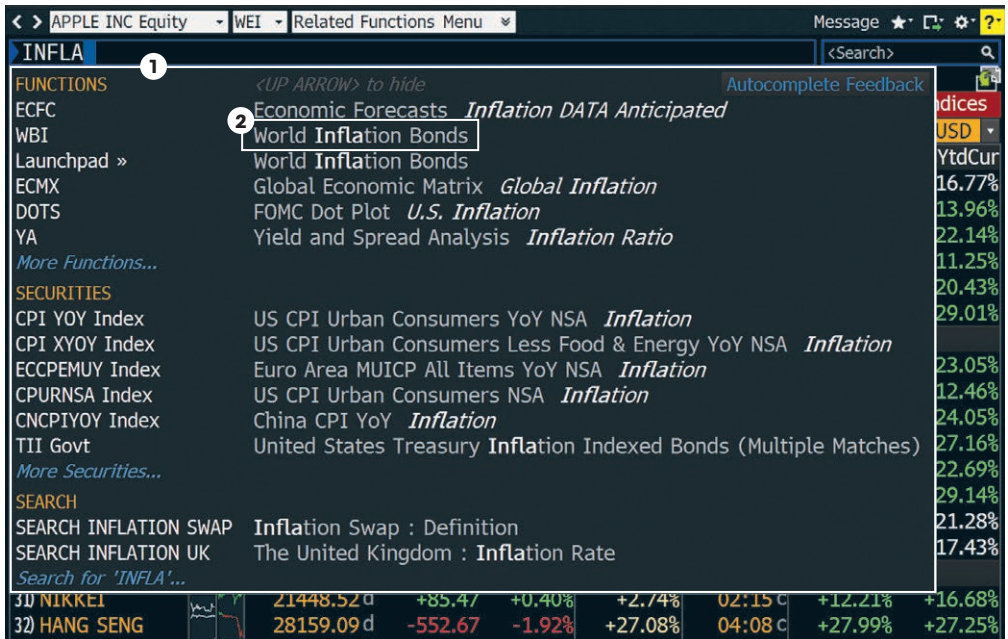 < > APPLE INC Equity WEI Related Functions Menu Message ?
INFLA <Search>
1
FUNCTIONS <UP ARROW> to hide Autocomplete Feedback
ECFC Economic Forecasts Inflation DATA Anticipated ndices
2
WBI World Inflation Bonds USD
Launchpad » World Inflation Bonds YtdCur
ECMX Global Economic Matrix Global Inflation 16.77%
DOTS FOMC Dot Plot U.S. Inflation 13.96%
YA Yield and Spread Analysis Inflation Ratio 22.14%
More Functions... 11.25%
SECURITIES 20.43%
CPI YOY Index US CPI Urban Consumers YoY NSA Inflation 29.01%
CPI XYOY Index US CPI Urban Consumers Less Food & Energy YoY NSA Inflation
ECCPEMUY Index Euro Area MUICP All Items YoY NSA Inflation 23.05%
CPURNSA Index US CPI Urban Consumers NSA Inflation 12.46%
CNCPIYOY Index China CPI YoY Inflation 24.05%
TII Govt United States Treasury Inflation Indexed Bonds (Multiple Matches) 27.16%
More Securities... 22.69%
SEARCH 29.14%
SEARCH INFLATION SWAP Inflation Swap : Definition 21.28%
SEARCH INFLATION UK The United Kingdom : Inflation Rate 17.43%
Search for 'INFLA'...
31) NIKKEI 21448.52 d +85.47 +0.40% +2.74% 02:15 c +12.21% +16.68%
32) HANG SENG 28159.09 d -552.67 -1.92% +27.08% 04:08 c +27.99% +27.25%